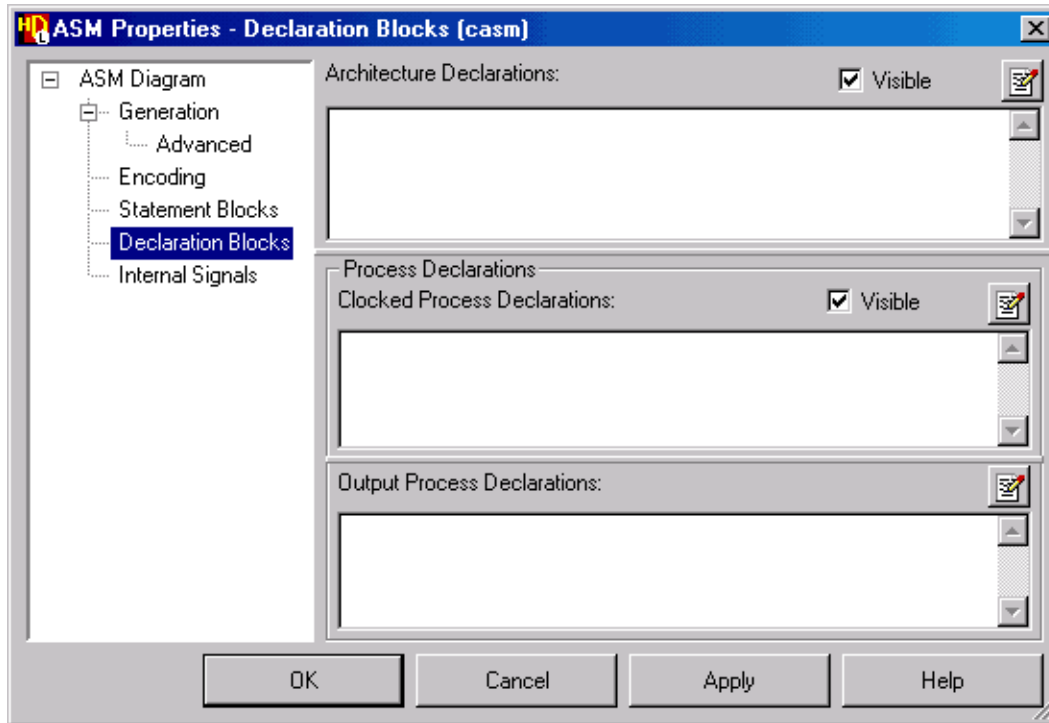 HDL ASM Properties - Declaration Blocks (casm)
ASM Diagram
Generation
Advanced
Encoding
Statement Blocks
Declaration Blocks
Internal Signals
Architecture Declarations:
Visible
Process Declarations
Clocked Process Declarations:
Visible
Output Process Declarations:
OK
Cancel
Apply
Help